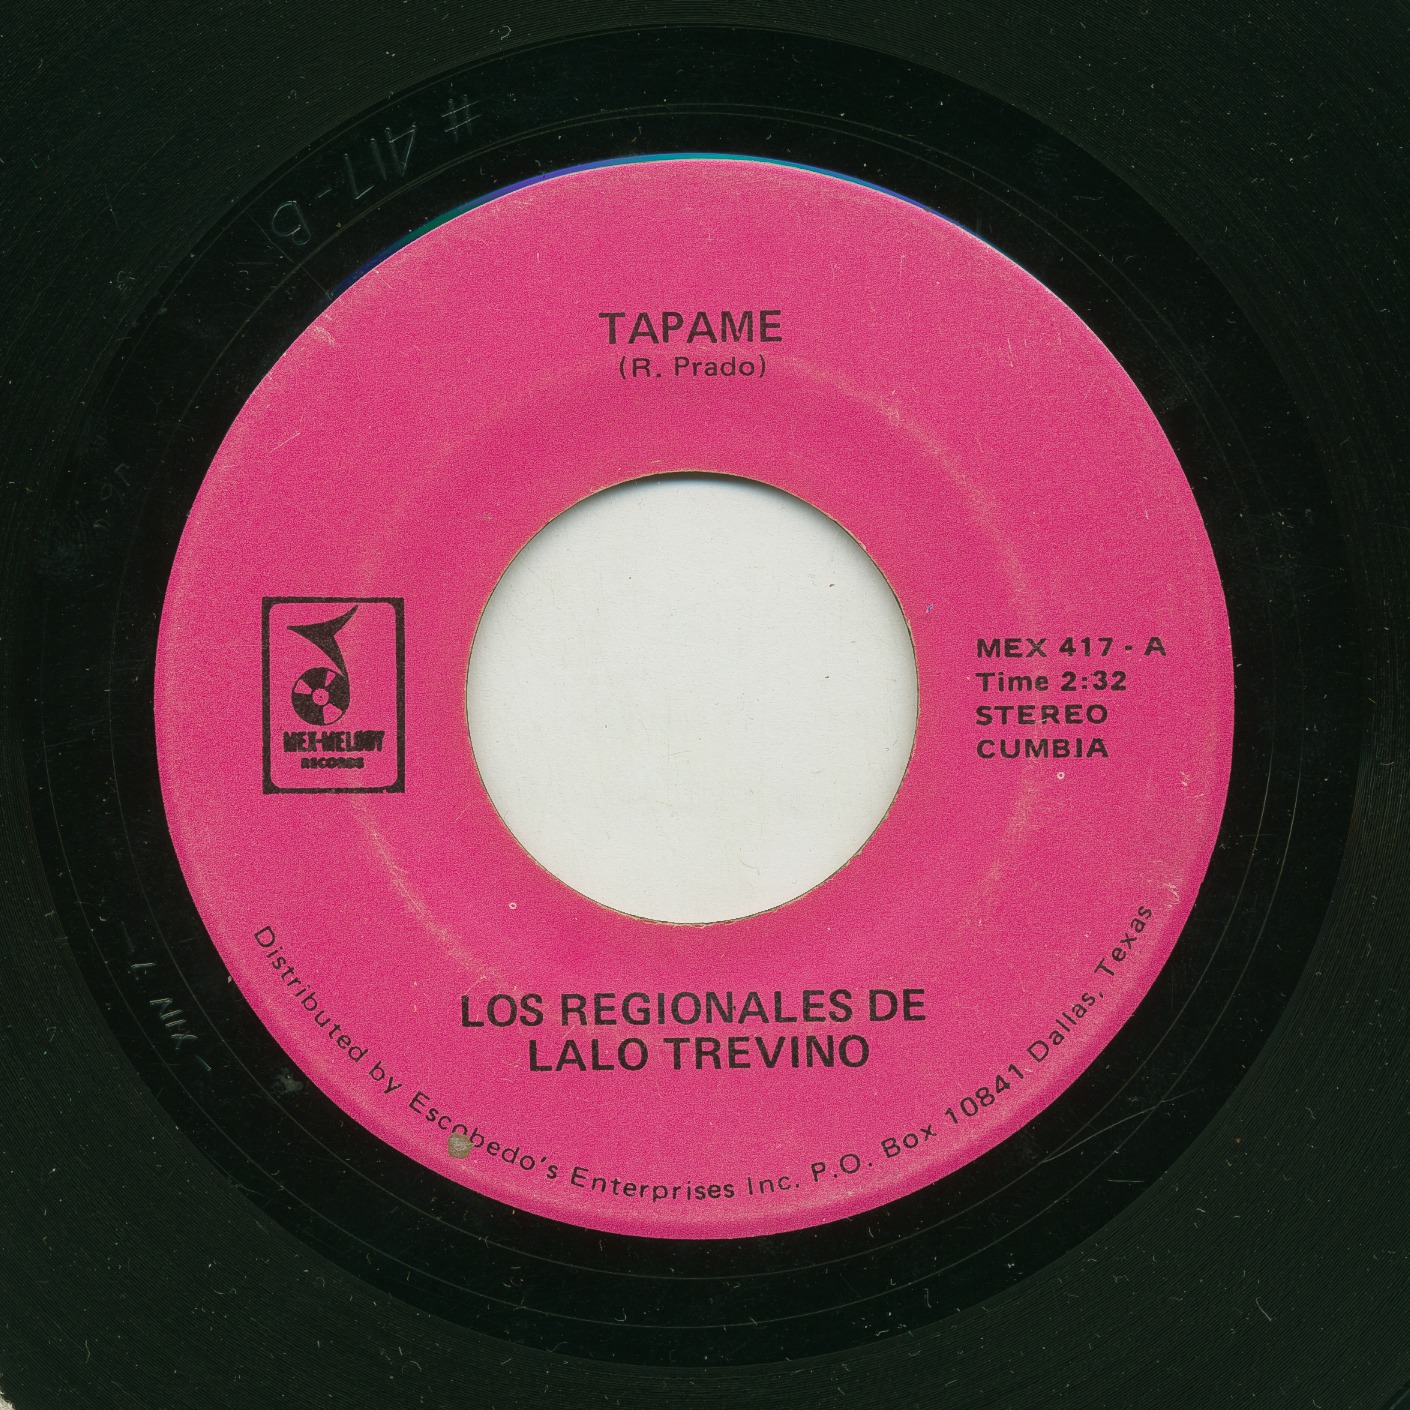 # 417-B
TAPAME
(R. Prado)
MEX-MELODY
RECORDS
MEX 417 - A
Time 2:32
STEREO
CUMBIA
LOS REGIONALES DE
LALO TREVINO
Distributed by Escobedo's Enterprises Inc. P.O. Box 10841 Dallas, Texas